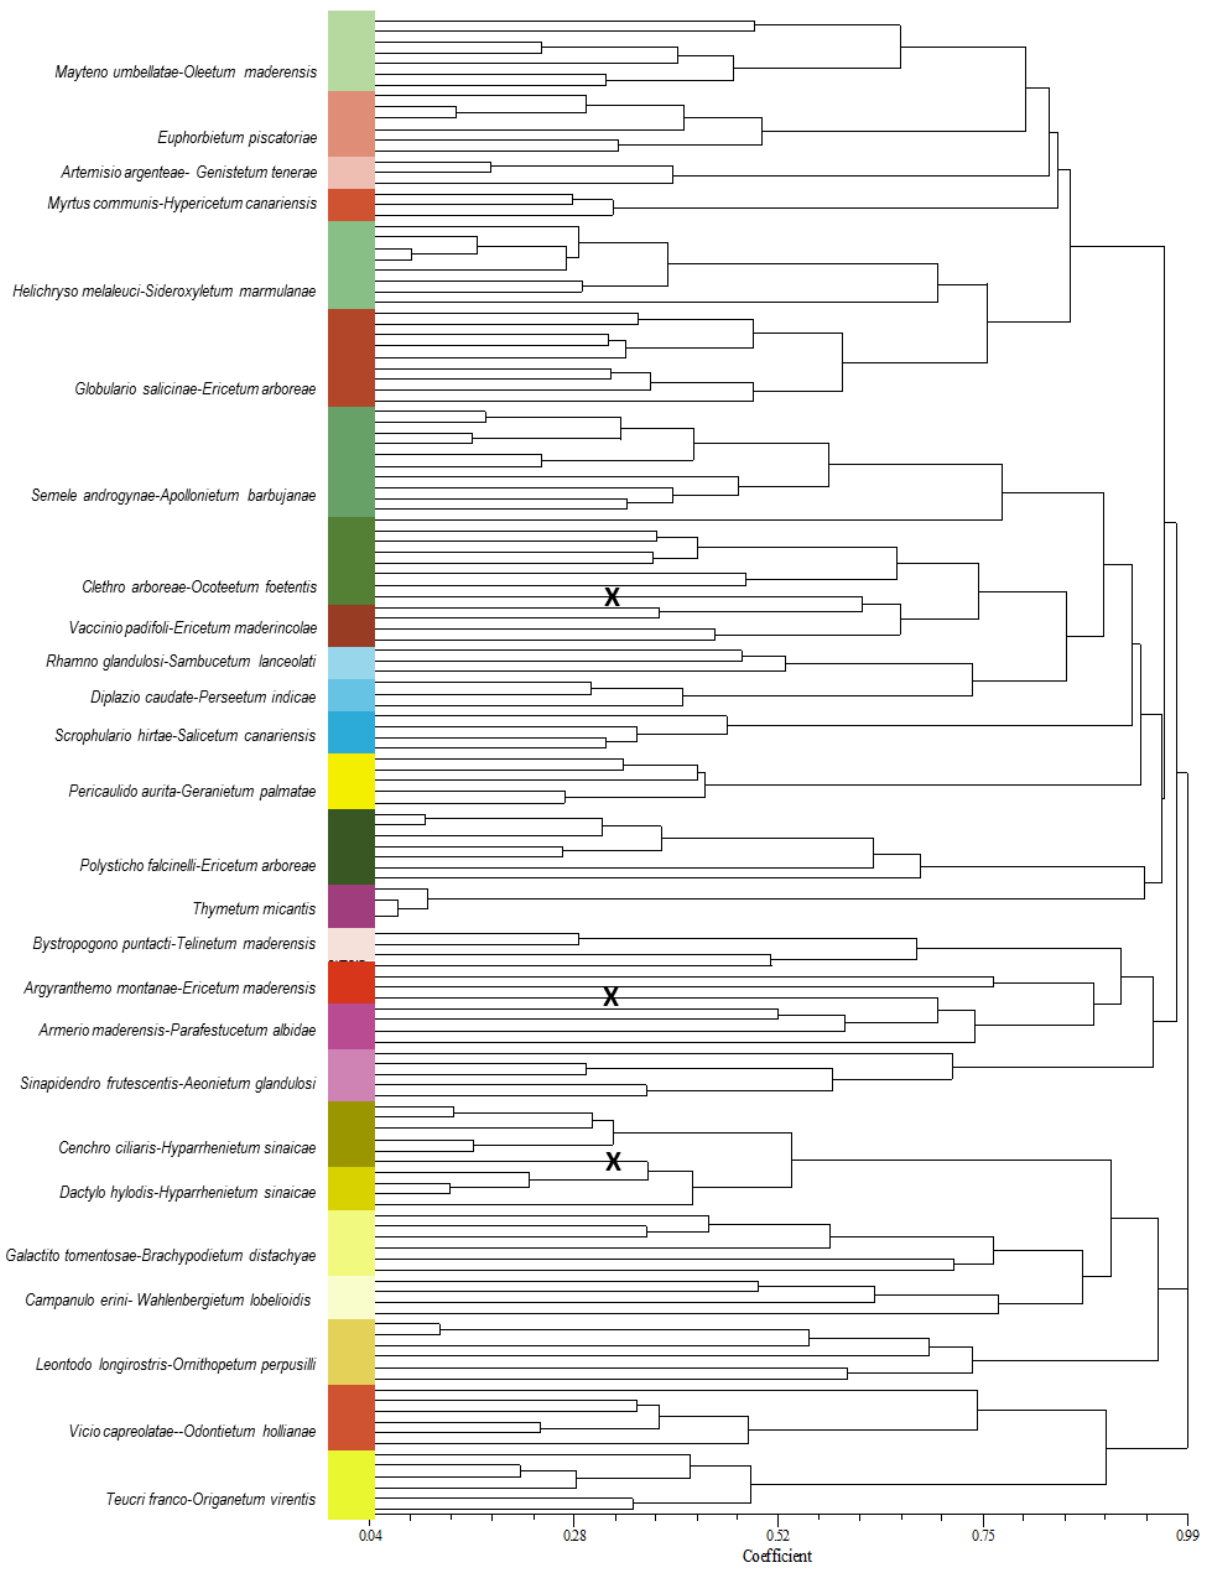 Mayteno umbellatae-Oleetum maderensis
Euphorbietum piscatoriae
Artemisio argenteae- Genistetum tenerae
Myrtus communis-Hypericetum canariensis
Helichryso melaleuci-Sideroxyletum marmulanae
Globulario salicinae-Ericetum arboreae
Semele androgynae-Apollonietum barbujanae
Clethro arboreae-Ocoteetum foetentis
X
Vaccinio padifoli-Ericetum maderincolae
Rhamno glandulosi-Sambucetum lanceolati
Diplazio caudate-Perseetum indicae
Scrophulario hirtae-Salicetum canariensis
Pericaulido aurita-Geranietum palmatae
Polysticho falcinelli-Ericetum arboreae
Thymetum micantis
Bystropogono puntacti-Telinetum maderensis
Argyranthemo montanae-Ericetum maderensis
X
Armerio maderensis-Parafestucetum albidae
Sinapidendro frutescentis-Aeonietum glandulosi
Cenchro ciliaris-Hyparrhenietum sinaicae
X
Dactylo hylodis-Hyparrhenietum sinaicae
Galactito tomentosae-Brachypodietum distachyae
Campanulo erini- Wahlenbergietum lobelioidis
Leontodo longirostris-Ornithopetum perpusilli
Vicio capreolatae--Odontietum hollianae
Teucri franco-Origanetum virentis
0.04 0.28 0.52 0.75 0.99
Coefficient